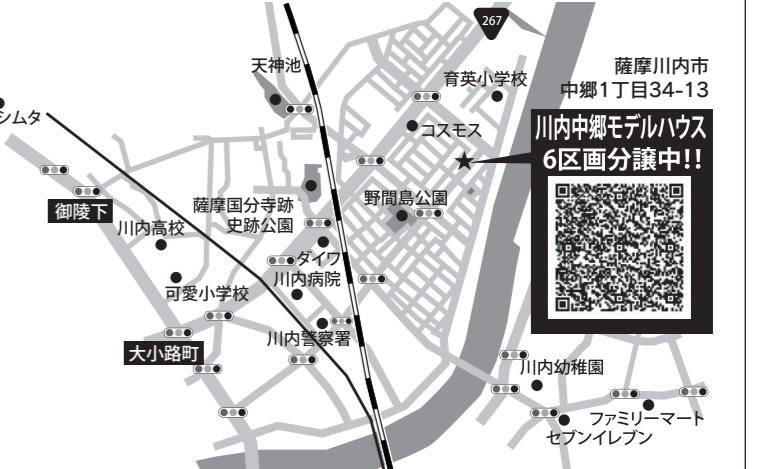 267
天神池
育英小学校
薩摩川内市
中郷1丁目34-13
シムタ
コスモス
川内中郷モデルハウス
6区画分譲中!!
御陵下
薩摩国分寺跡
史跡公園
野間島公園
川内高校
ダイワ
川内病院
可愛小学校
川内警察署
大小路町
川内幼稚園
ファミリーマート
セブンイレブン